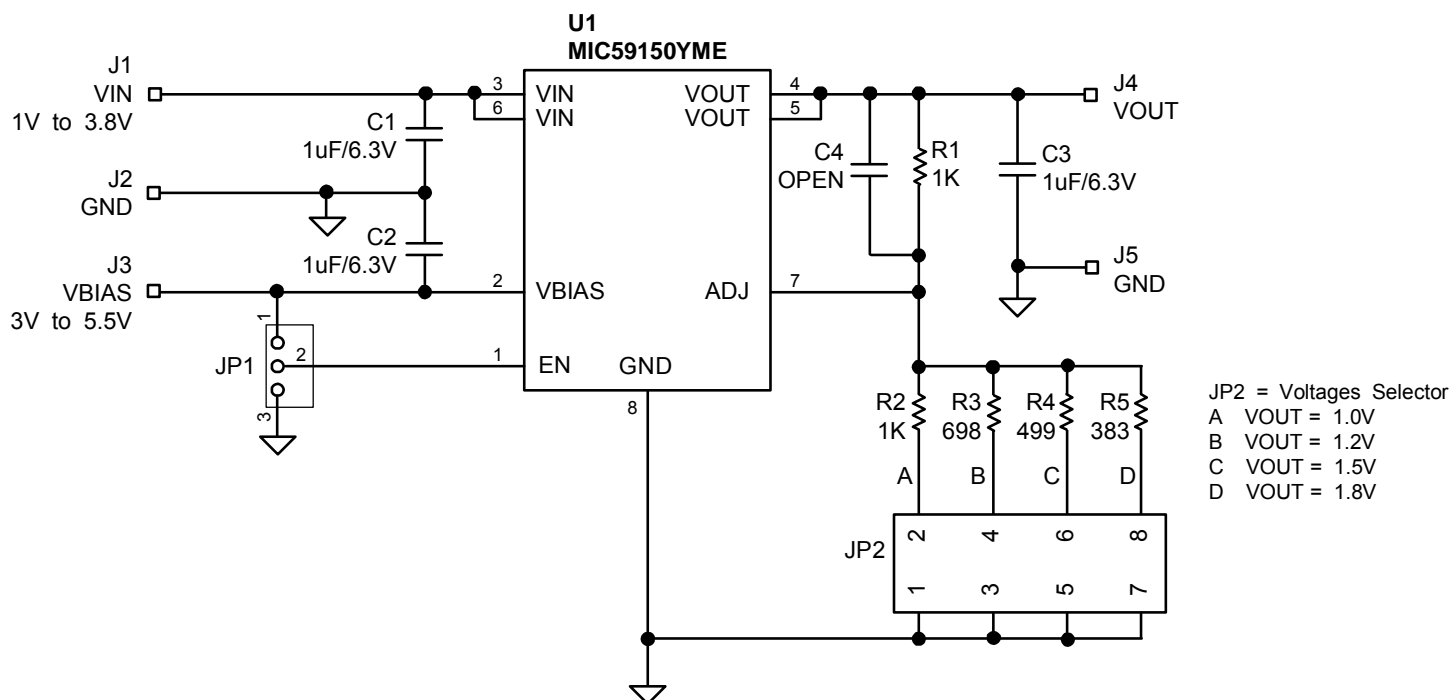 U1
MIC59150YME
J1
VIN
1V to 3.8V
3
6
VIN
VIN
VOUT
VOUT
4
5
J4
VOUT
C1
1uF/6.3V
C4
OPEN
R1
1K
C3
1uF/6.3V
J2
GND
C2
1uF/6.3V
J3
VBIAS
3V to 5.5V
2
VBIAS
ADJ
7
J5
GND
1
JP1
2
3
1
EN
GND
8
R2
1K
R3
698
R4
499
R5
383
A
B
C
D
JP2 = Voltages Selector
A VOUT = 1.0V
B VOUT = 1.2V
C VOUT = 1.5V
D VOUT = 1.8V
JP2
2
4
6
8
1
3
5
7